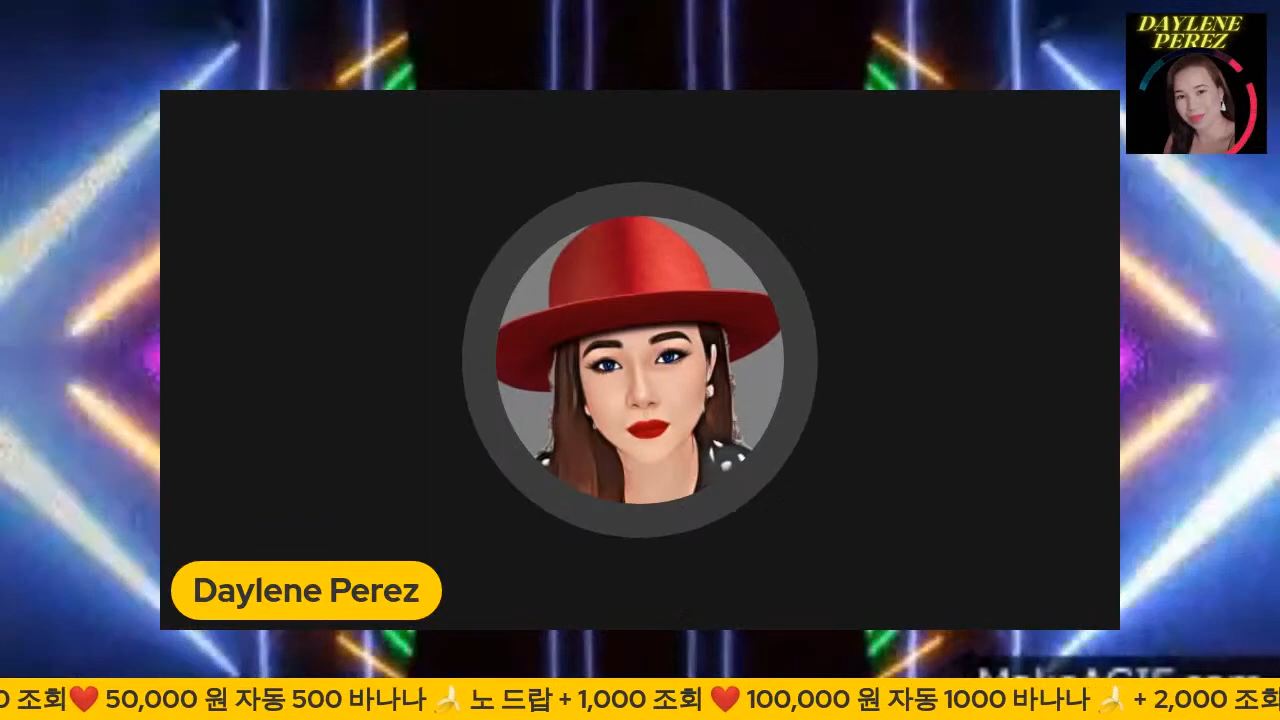 DAYLENE
PEREZ
Daylene Perez
0 조회❤️ 50,000 원 자동 500 바나나 🍌 노 드랍 + 1,000 조회 ❤️ 100,000 원 자동 1000 바나나 🍌 + 2,000 조회